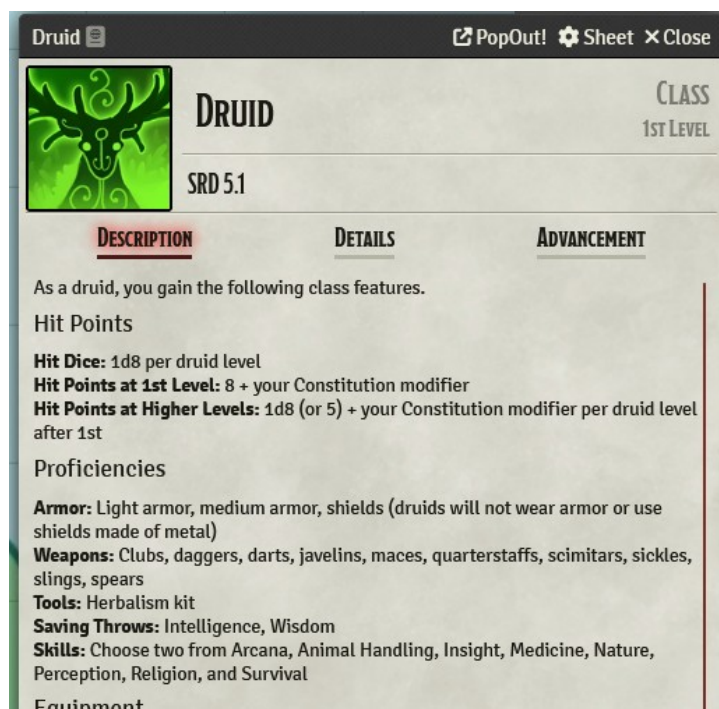 Druid
PopOut! Sheet Close
Druid
Class
1st Level
SRD 5.1
Description Details Advancement
As a druid, you gain the following class features.
Hit Points
Hit Dice: 1d8 per druid level
Hit Points at 1st Level: 8 + your Constitution modifier
Hit Points at Higher Levels: 1d8 (or 5) + your Constitution modifier per druid level
after 1st
Proficiencies
Armor: Light armor, medium armor, shields (druids will not wear armor or use
shields made of metal)
Weapons: Clubs, daggers, darts, javelins, maces, quarterstaffs, scimitars, sickles,
slings, spears
Tools: Herbalism kit
Saving Throws: Intelligence, Wisdom
Skills: Choose two from Arcana, Animal Handling, Insight, Medicine, Nature,
Perception, Religion, and Survival
Equipment